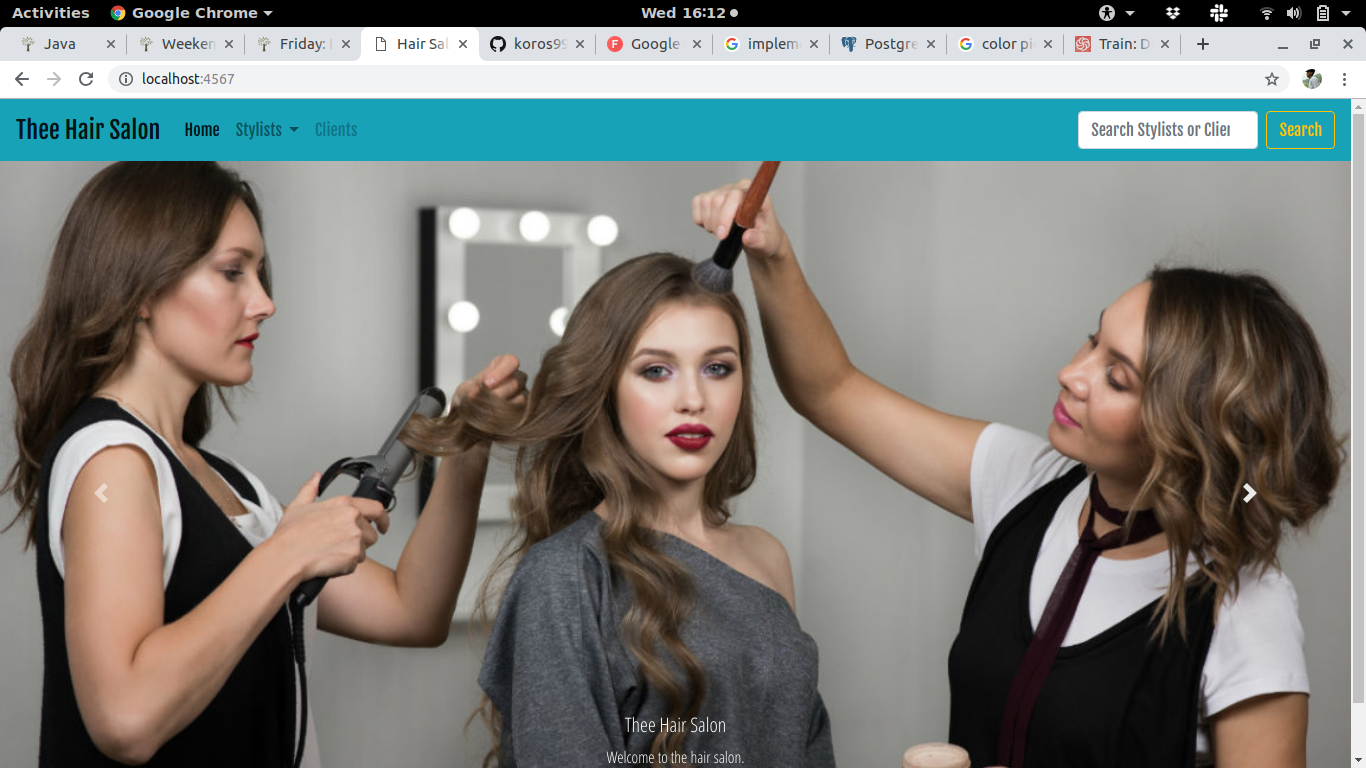 Activities Google Chrome Wed 16:12
Java Weeken Friday: Hair Sal koros99 Google implem Postgre color pi Train: D
localhost:4567
Thee Hair Salon Home Stylists Clients Search Stylists or Clie Search
Thee Hair Salon
Welcome to the hair salon.